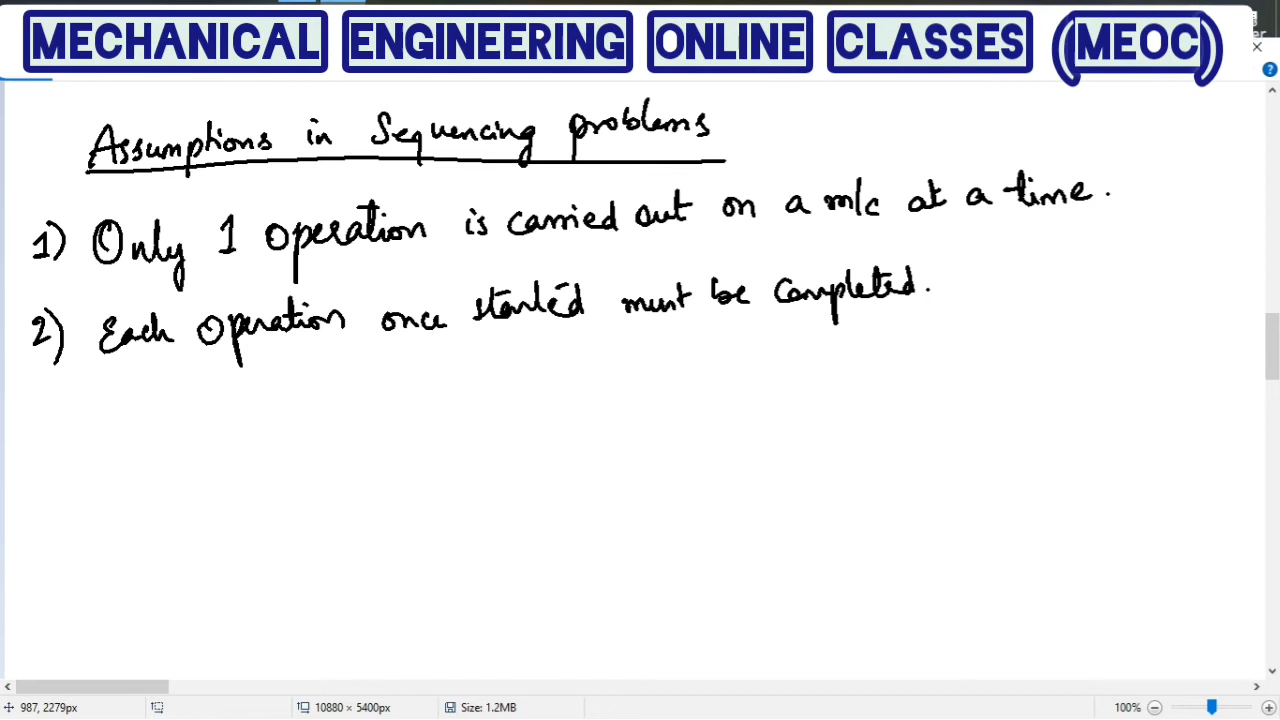 MECHANICAL ENGINEERING ONLINE CLASSES (MEOC)
Assumptions in Sequencing problems
1) Only 1 operation is carried out on a m/c at a time.
2) Each operation once started must be completed.
987, 2279px 10880 × 5400px Size: 1.2MB 100%